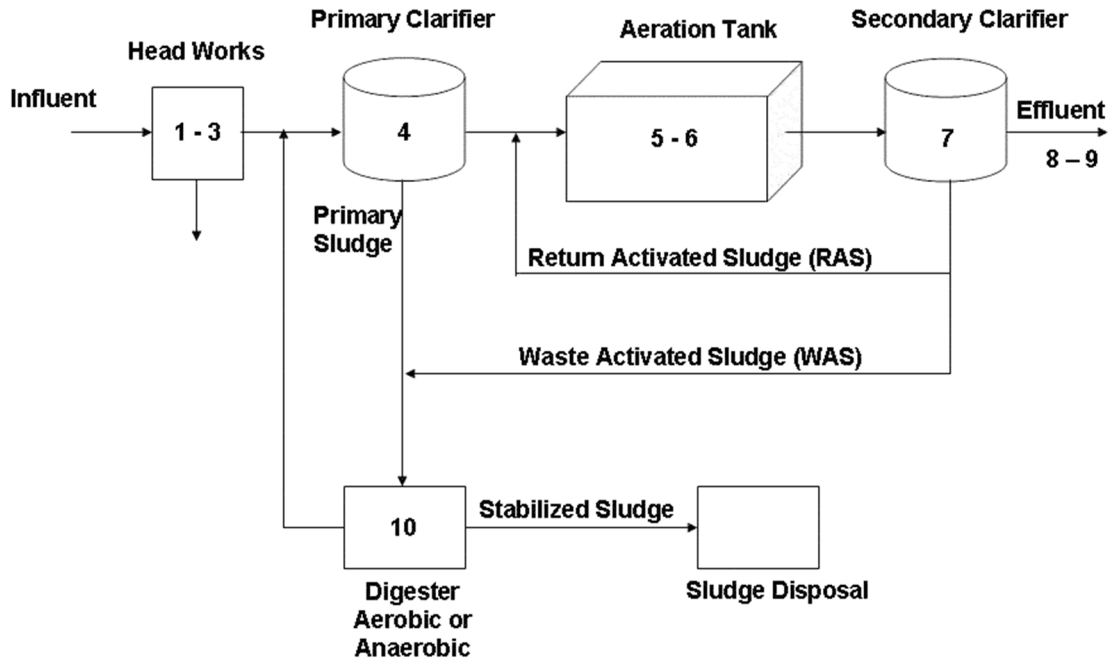 Primary Clarifier
Aeration Tank
Secondary Clarifier
Head Works
Influent
1 - 3
4
5 - 6
7
Effluent
8 – 9
Primary
Sludge
Return Activated Sludge (RAS)
Waste Activated Sludge (WAS)
10
Stabilized Sludge
Digester
Aerobic or
Anaerobic
Sludge Disposal